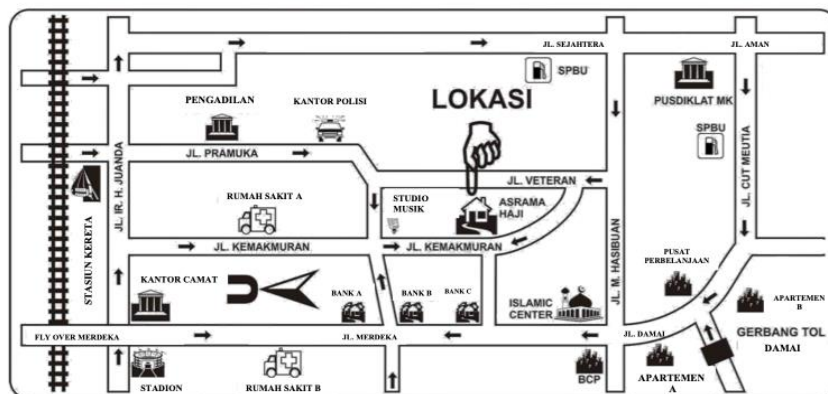 JL. SEJAHTERA
JL. AMAN
SPBU
PUSDIKLAT MK
LOKASI
PENGADILAN
KANTOR POLISI
SPBU
JL. PRAMUKA
JL. VETERAN
JL. CUT MEUTIA
JL. IR. H. JUANDA
STASIUN KERETA
RUMAH SAKIT A
STUDIO
MUSIK
ASRAMA
HAJI
JL. M. HASIBUAN
JL. KEMAKMURAN
JL. KEMAKMURAN
PUSAT
PERBELANJAAN
KANTOR CAMAT
BANK A
BANK B
BANK C
ISLAMIC
CENTER
APARTEMEN
B
FLY OVER MERDEKA
JL. MERDEKA
JL. DAMAI
GERBANG TOL
DAMAI
STADION
RUMAH SAKIT B
BCP
APARTEMEN
A